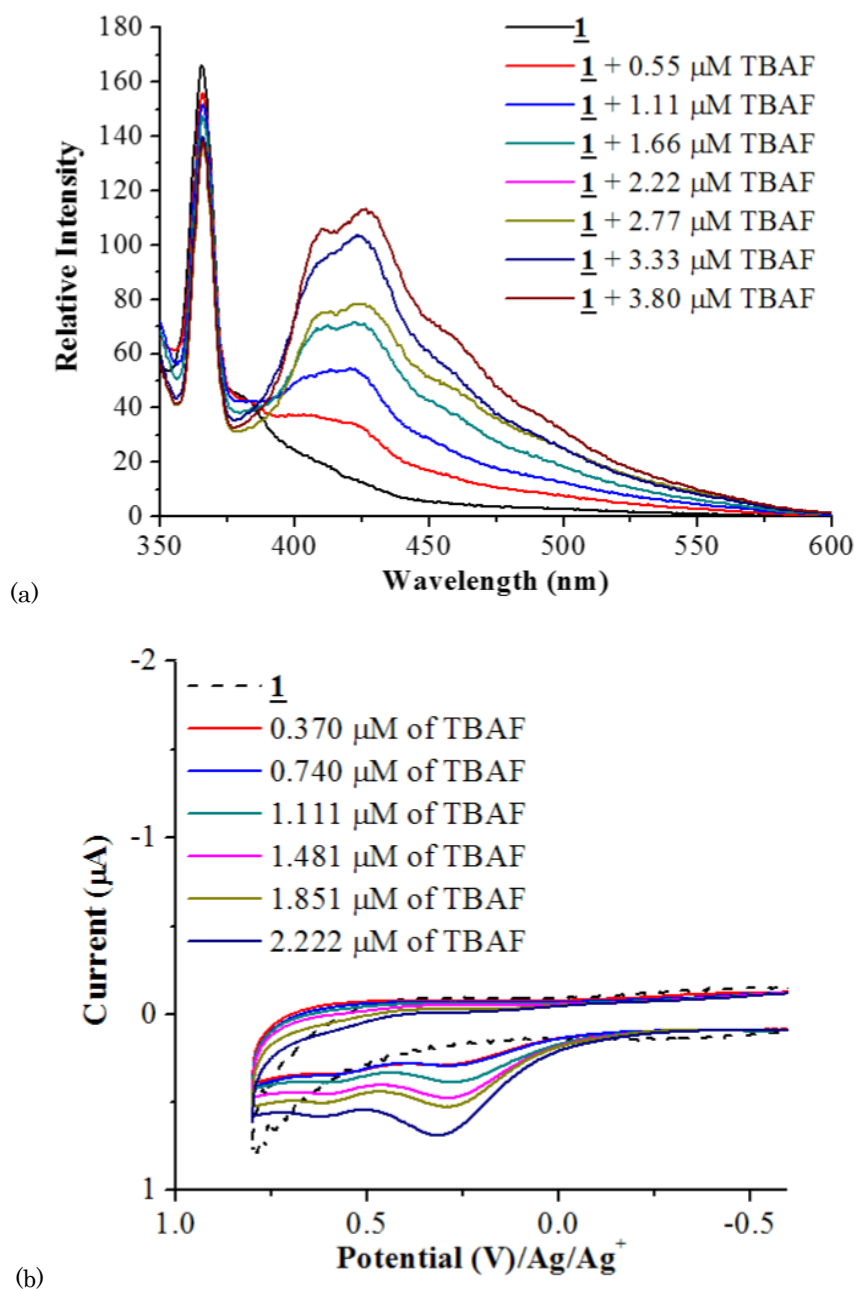 180
160
140
120
100
80
60
40
20
0
Relative Intensity
1
1 + 0.55 μM TBAF
1 + 1.11 μM TBAF
1 + 1.66 μM TBAF
1 + 2.22 μM TBAF
1 + 2.77 μM TBAF
1 + 3.33 μM TBAF
1 + 3.80 μM TBAF
350 400 450 500 550 600
Wavelength (nm)
(a)
-2
-1
0
1
Current (μA)
1
0.370 μM of TBAF
0.740 μM of TBAF
1.111 μM of TBAF
1.481 μM of TBAF
1.851 μM of TBAF
2.222 μM of TBAF
1.0 0.5 0.0 -0.5
Potential (V)/Ag/Ag⁺
(b)